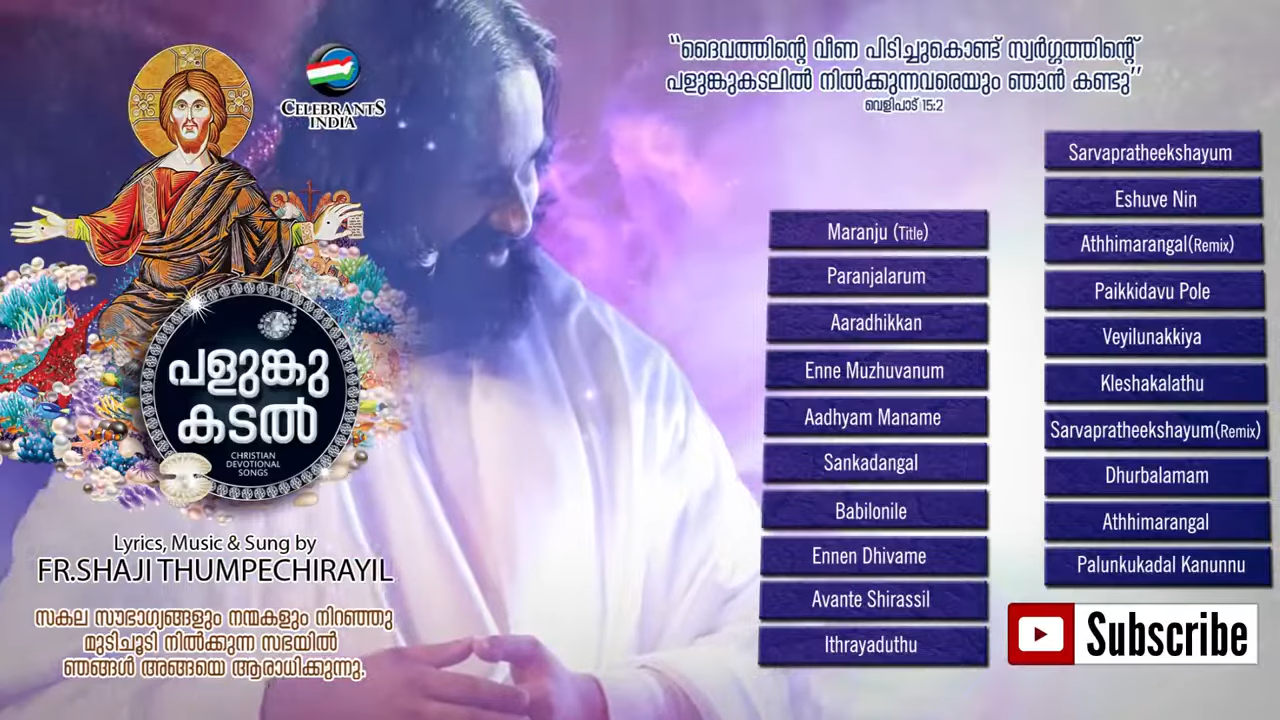 CELEBRANTS
INDIA
പളുങ്കു
കടൽ
CHRISTIAN
DEVOTIONAL
SONGS
Lyrics, Music & Sung by
FR.SHAJI THUMPECHIRAYIL
സകല സൗഭാഗ്യങ്ങളും നന്മകളും നിറഞ്ഞു
മുടിചൂടി നിൽക്കുന്ന സഭയിൽ
ഞങ്ങൾ അങ്ങയെ ആരാധിക്കുന്നു.
“ദൈവത്തിന്റെ വീണ പിടിച്ചുകൊണ്ട് സ്വർഗ്ഗത്തിന്റെ
പളുങ്കുകടലിൽ നിൽക്കുന്നവരെയും ഞാൻ കണ്ടു”
വെളിപാട് 15:2
Maranju (Title)
Paranjalarum
Aaradhikkan
Enne Muzhuvanum
Aadhyam Maname
Sankadangal
Babilonile
Ennen Dhivame
Avante Shirassil
Ithrayaduthu
Sarvapratheekshayum
Eshuve Nin
Athhimarangal(Remix)
Paikkidavu Pole
Veyilunakkiya
Kleshakalathu
Sarvapratheekshayum(Remix)
Dhurbalamam
Athhimarangal
Palunkukadal Kanunnu
Subscribe